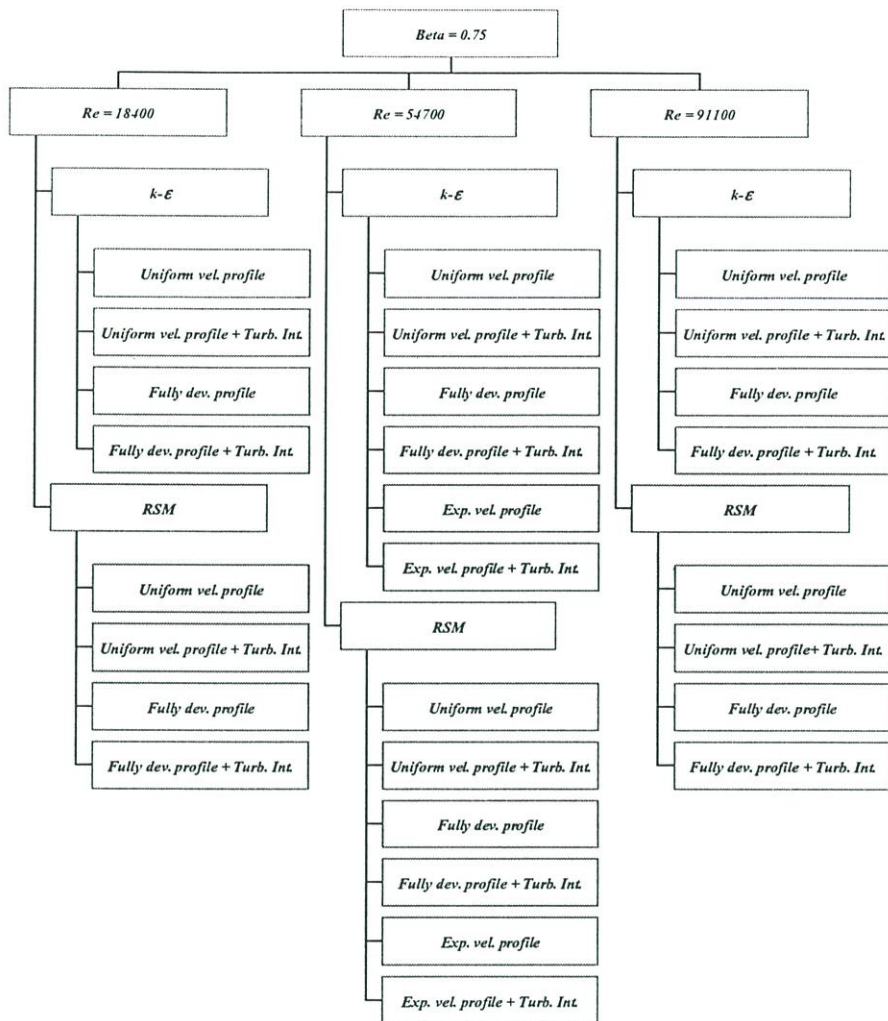 Beta = 0.75
Re = 18400
k-ε
Uniform vel. profile
Uniform vel. profile + Turb. Int.
Fully dev. profile
Fully dev. profile + Turb. Int.
RSM
Uniform vel. profile
Uniform vel. profile + Turb. Int.
Fully dev. profile
Fully dev. profile + Turb. Int.
Re = 54700
k-ε
Uniform vel. profile
Uniform vel. profile + Turb. Int.
Fully dev. profile
Fully dev. profile + Turb. Int.
Exp. vel. profile
Exp. vel. profile + Turb. Int.
RSM
Uniform vel. profile
Uniform vel. profile + Turb. Int.
Fully dev. profile
Fully dev. profile + Turb. Int.
Exp. vel. profile
Exp. vel. profile + Turb. Int.
Re = 91100
k-ε
Uniform vel. profile
Uniform vel. profile + Turb. Int.
Fully dev. profile
Fully dev. profile + Turb. Int.
RSM
Uniform vel. profile
Uniform vel. profile+ Turb. Int.
Fully dev. profile
Fully dev. profile + Turb. Int.